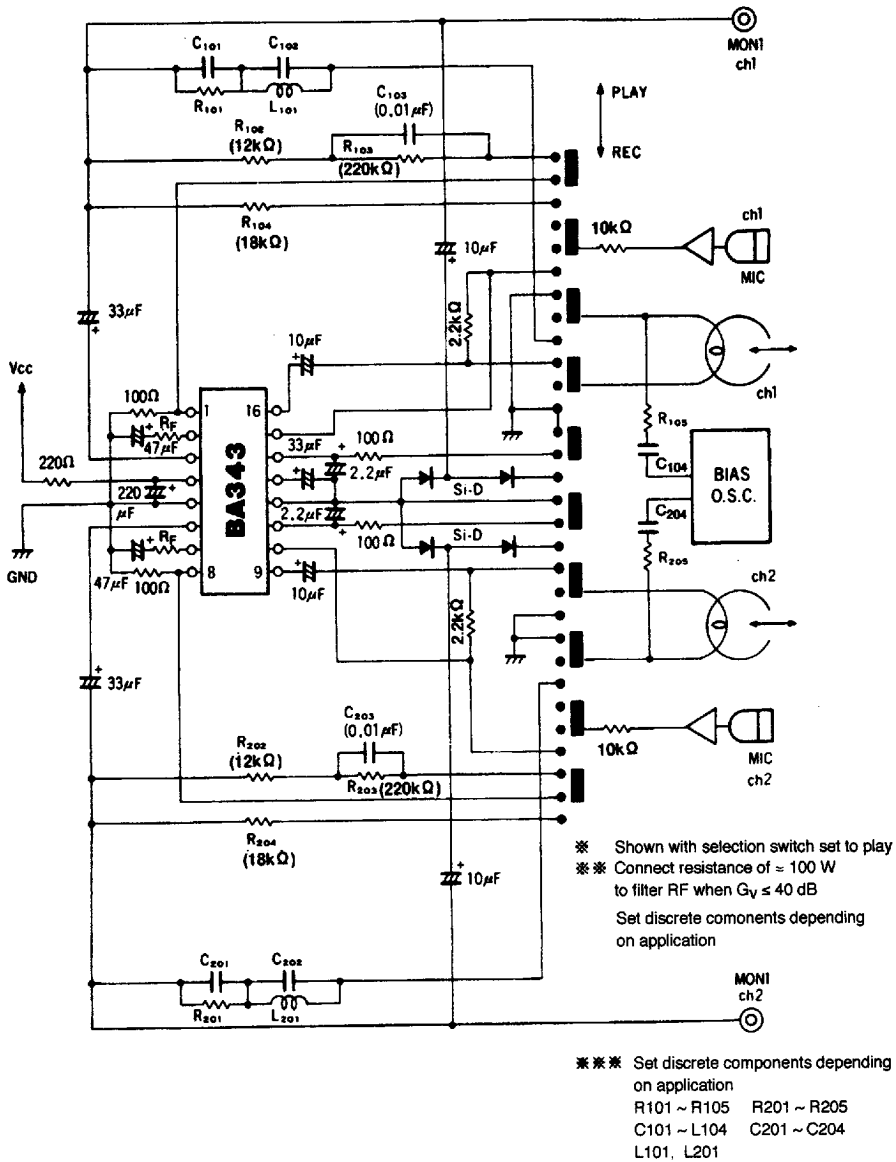 C101 C102
MON1
ch1
R101 L101
C103
(0.01μF)
PLAY
R102
(12kΩ)
R103
(220kΩ)
REC
R104
(18kΩ)
10μF
10kΩ
ch1
MIC
33μF
10μF
2.2kΩ
Vcc
100Ω
1 16
RF
47μF
33μF
100Ω
ch1
R105
C104
220Ω
2.2μF
BIAS
O.S.C.
220
μF
BA343
Si-D
C204
2.2μF
Si-D
R205
GND
RF
47μF
100Ω
8 9
100Ω
10μF
2.2kΩ
ch2
33μF
C203
(0.01μF)
R202
(12kΩ)
R203 (220kΩ)
10kΩ
MIC
ch2
R204
(18kΩ)
10μF
※ Shown with selection switch set to play
※※ Connect resistance of ≈ 100 W
to filter RF when GV ≤ 40 dB
Set discrete comonents depending
on application
C201 C202
R201 L201
MON1
ch2
※※※ Set discrete components depending
on application
R101 ~ R105 R201 ~ R205
C101 ~ L104 C201 ~ C204
L101, L201